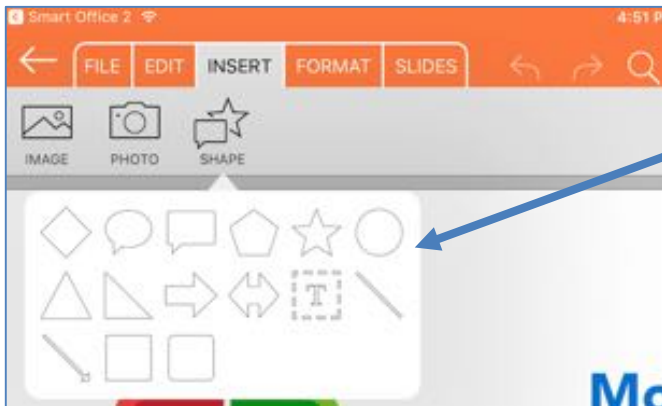 Smart Office 2 4:51 P
FILE EDIT INSERT FORMAT SLIDES
IMAGE PHOTO SHAPE
T
Mo